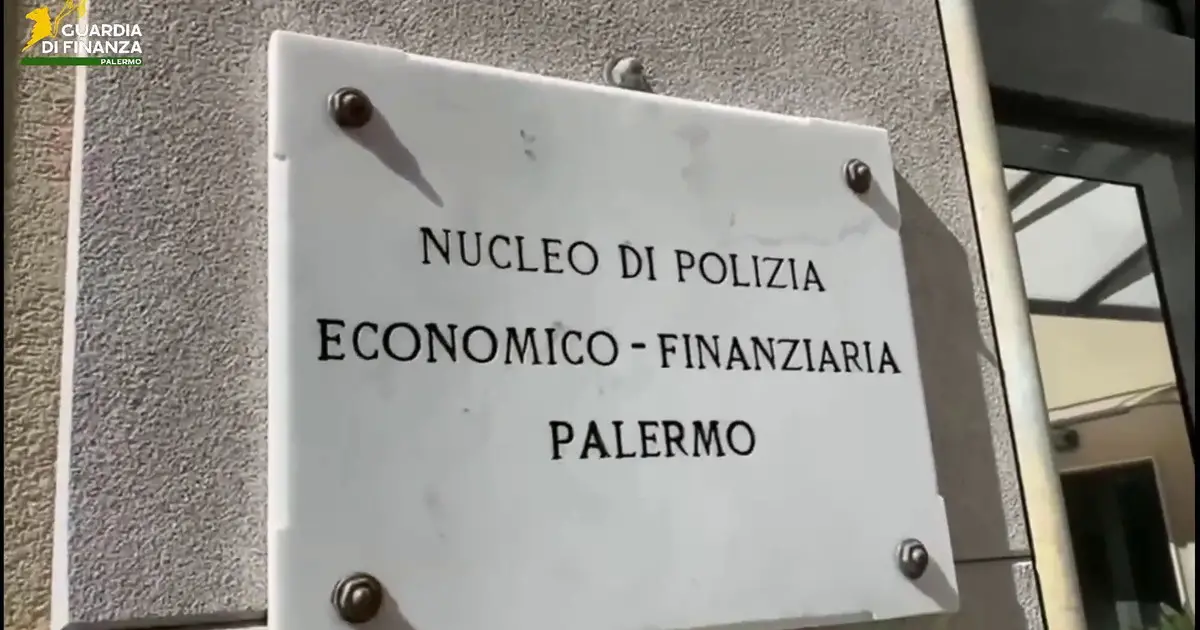 GUARDIA
DI FINANZA
PALERMO
NUCLEO DI POLIZIA
ECONOMICO - FINANZIARIA
PALERMO